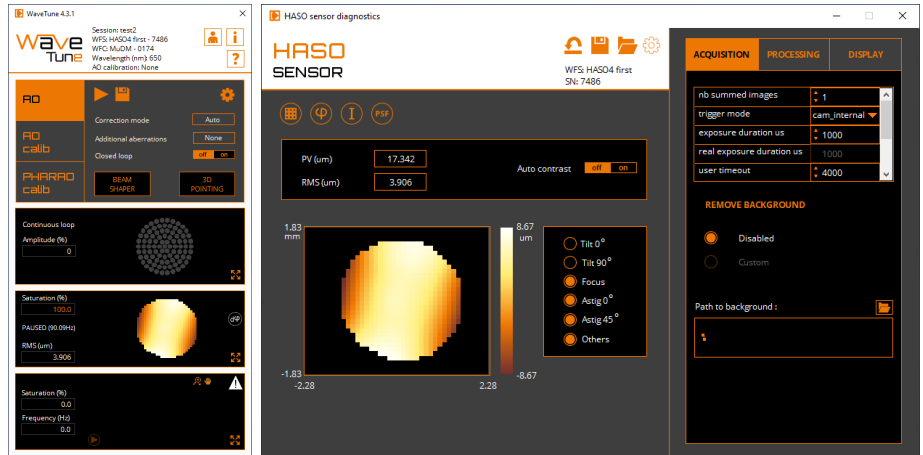 WaveTune 4.3.1
Wave
Tune
Session: test2
WFS: HASO4 first - 7486
WFC: MuDM - 0174
Wavelength (nm): 650
AO calibration: None
i
?
AO
AO
calib
PHARAO
calib
Correction mode
Auto
Additional aberrations
None
Closed loop
off on
BEAM
SHAPER
3D
POINTING
Continuous loop
Amplitude (%)
0
Saturation (%)
100.0
PAUSED (90.09Hz)
RMS (um)
3.906
dφ
Saturation (%)
0.0
Frequency (Hz)
0.0
HASO sensor diagnostics
HASO
SENSOR
WFS: HASO4 first
SN: 7486
φ
I
PSF
PV (um)
17.342
RMS (um)
3.906
Auto contrast
off on
1.83
mm
-1.83
-2.28
2.28
8.67
um
-8.67
Tilt 0°
Tilt 90°
Focus
Astig 0°
Astig 45°
Others
ACQUISITION
PROCESSING
DISPLAY
nb summed images
1
trigger mode
cam_internal
exposure duration us
1000
real exposure duration us
1000
user timeout
4000
REMOVE BACKGROUND
Disabled
Custom
Path to background :